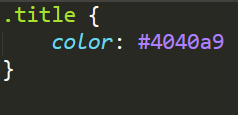 .title {
    color: #4040a9
}